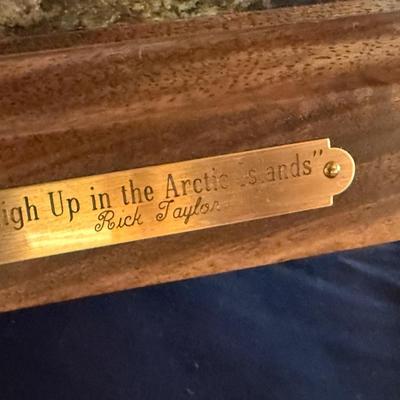 igh Up in the Arctic Islands"
Rick Taylor